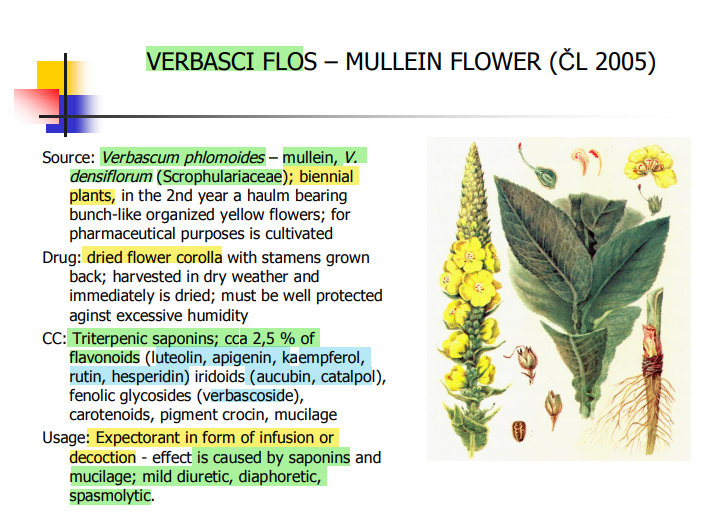 VERBASCI FLOS – MULLEIN FLOWER (ČL 2005)
Source: Verbascum phlomoides – mullein, V.
densiflorum (Scrophulariaceae); biennial
plants, in the 2nd year a haulm bearing
bunch-like organized yellow flowers; for
pharmaceutical purposes is cultivated
Drug: dried flower corolla with stamens grown
back; harvested in dry weather and
immediately is dried; must be well protected
aginst excessive humidity
CC: Triterpenic saponins; cca 2,5 % of
flavonoids (luteolin, apigenin, kaempferol,
rutin, hesperidin) iridoids (aucubin, catalpol),
fenolic glycosides (verbascoside),
carotenoids, pigment crocin, mucilage
Usage: Expectorant in form of infusion or
decoction - effect is caused by saponins and
mucilage; mild diuretic, diaphoretic,
spasmolytic.